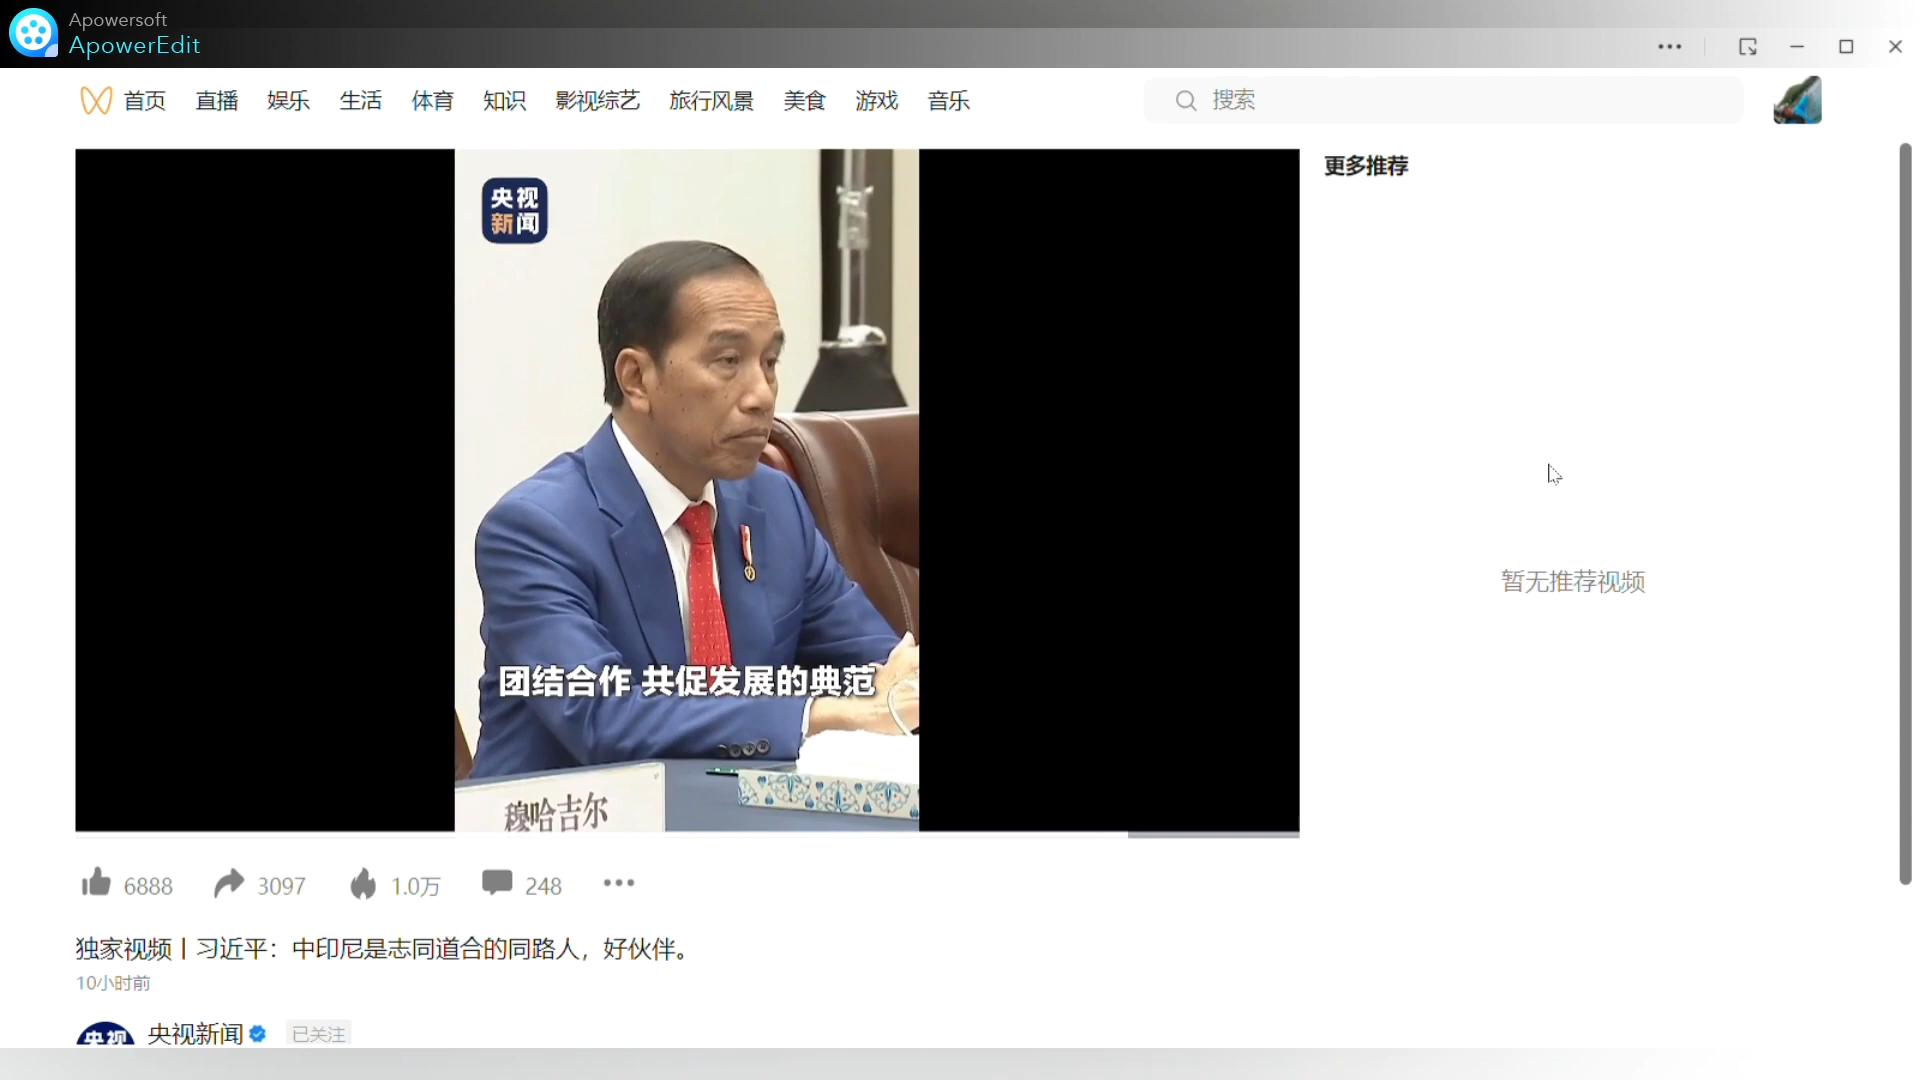 Apowersoft
ApowerEdit
首页 直播 娱乐 生活 体育 知识 影视综艺 旅行风景 美食 游戏 音乐
搜索
更多推荐
央视
新闻
暂无推荐视频
团结合作 共促发展的典范
穆哈吉尔
6888 3097 1.0万 248
独家视频丨习近平：中印尼是志同道合的同路人，好伙伴。
10小时前
央视
央视新闻 已关注